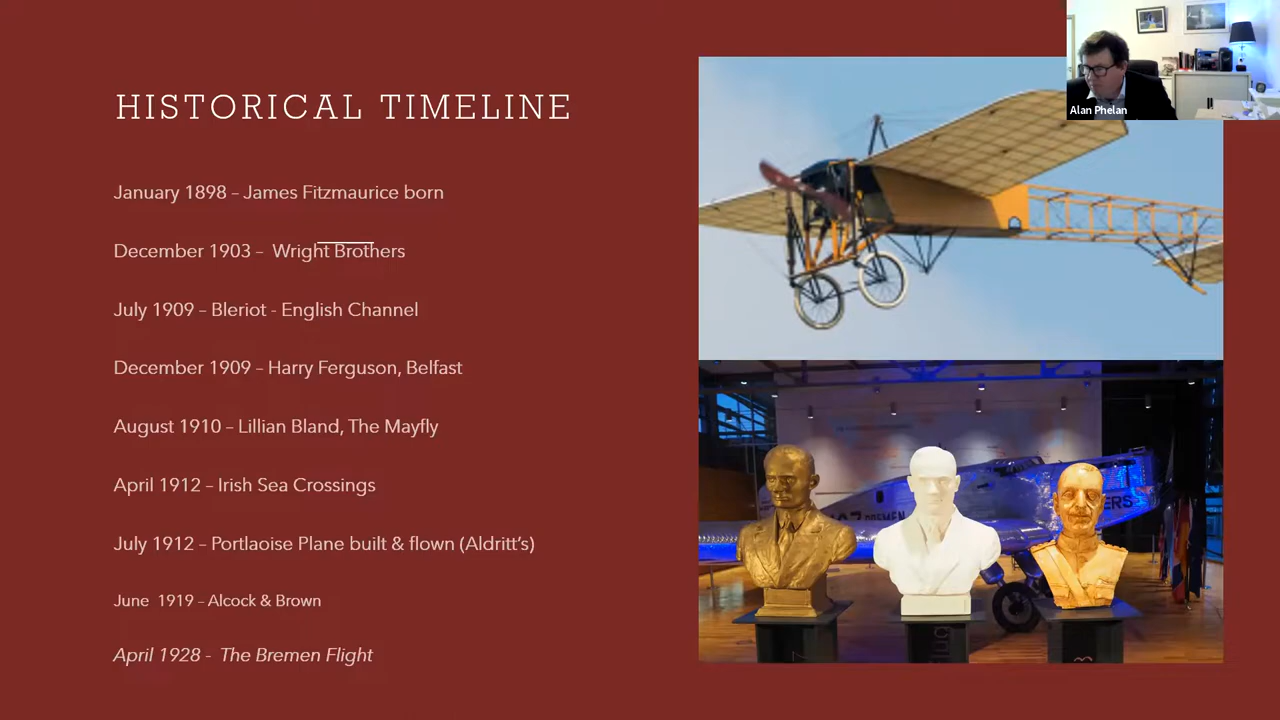 HISTORICAL TIMELINE
January 1898 – James Fitzmaurice born
December 1903 – Wright Brothers
July 1909 – Bleriot - English Channel
December 1909 – Harry Ferguson, Belfast
August 1910 – Lillian Bland, The Mayfly
April 1912 – Irish Sea Crossings
July 1912 – Portlaoise Plane built & flown (Aldritt’s)
June 1919 – Alcock & Brown
April 1928 - The Bremen Flight
Alan Phelan
BREMEN